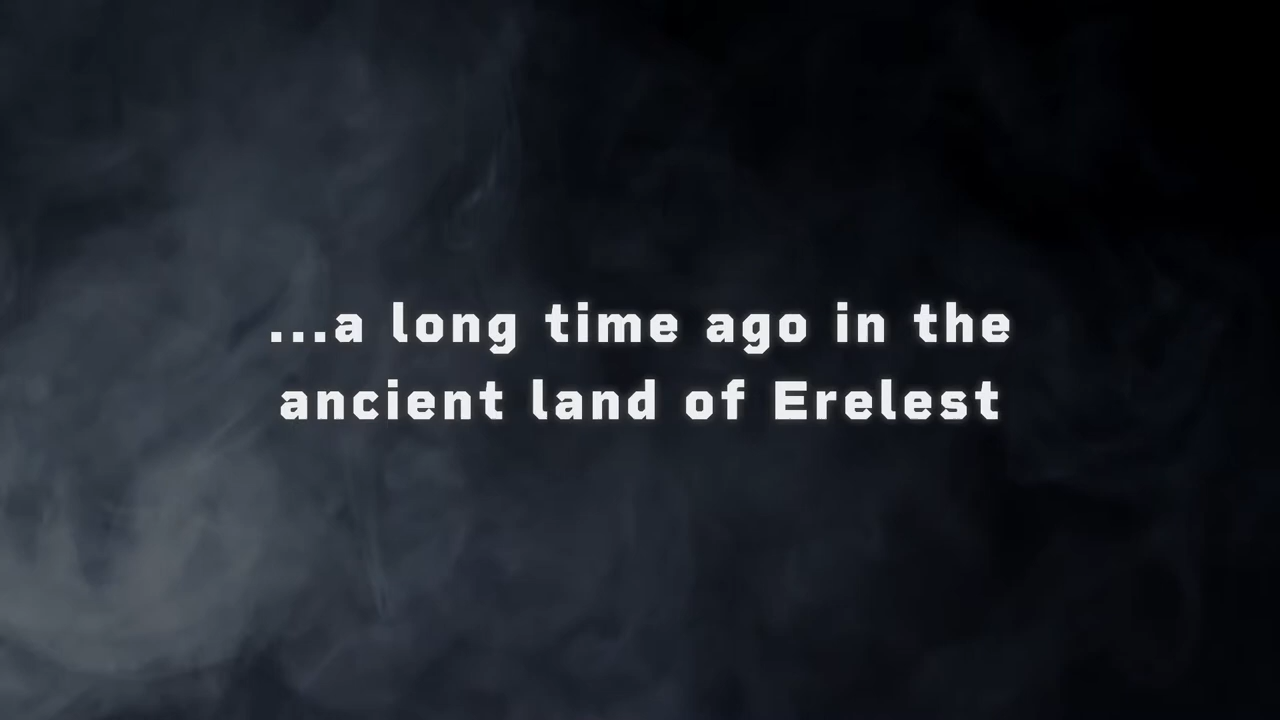 ...a long time ago in the
ancient land of Erelest